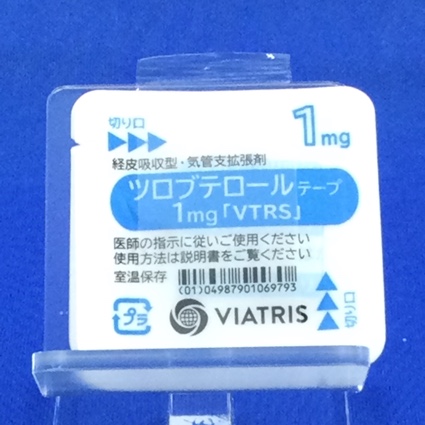 切り口
1mg
経皮吸収型・気管支拡張剤
ツロブテロールテープ
1mg「VTRS」
医師の指示に従いご使用ください
使用方法は説明書をご覧ください
室温保存
(01)04987901069793
切り口
プラ
VIATRIS